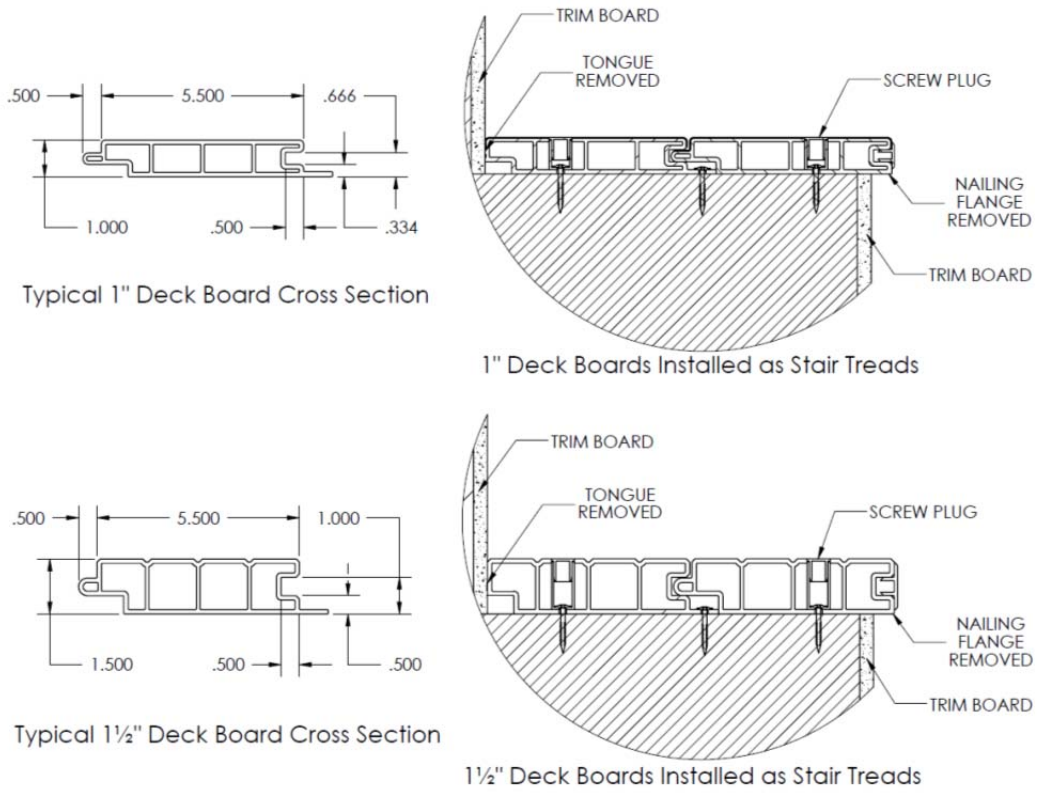 .500
5.500
.666
1.000
.500
.334
Typical 1" Deck Board Cross Section
TRIM BOARD
TONGUE
REMOVED
SCREW PLUG
NAILING
FLANGE
REMOVED
TRIM BOARD
1" Deck Boards Installed as Stair Treads
.500
5.500
1.000
1.500
.500
.500
Typical 1½" Deck Board Cross Section
TRIM BOARD
TONGUE
REMOVED
SCREW PLUG
NAILING
FLANGE
REMOVED
TRIM BOARD
1½" Deck Boards Installed as Stair Treads